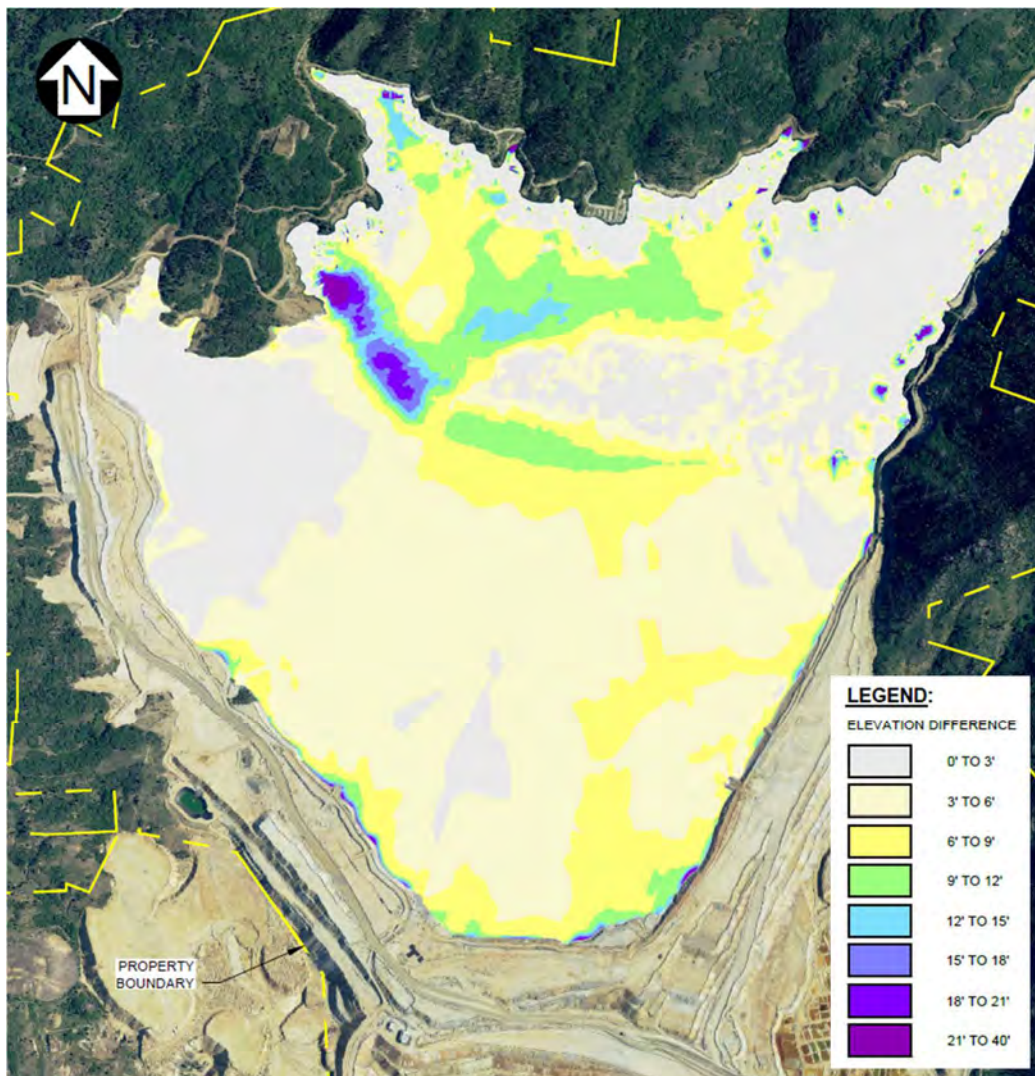 N
LEGEND:
ELEVATION DIFFERENCE
0' TO 3'
3' TO 6'
6' TO 9'
9' TO 12'
12' TO 15'
15' TO 18'
18' TO 21'
21' TO 40'
PROPERTY
BOUNDARY